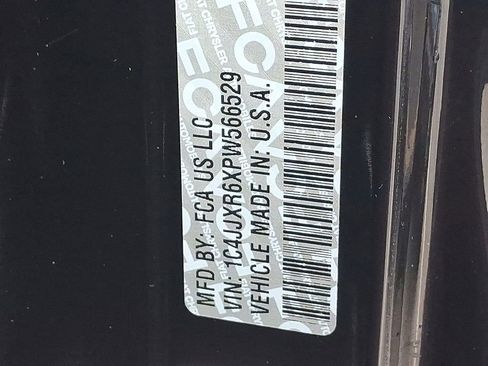 MFD BY: FCA US LLC
VIN: 1C4JJXR6XPW566529
VEHICLE MADE IN: U.S.A.